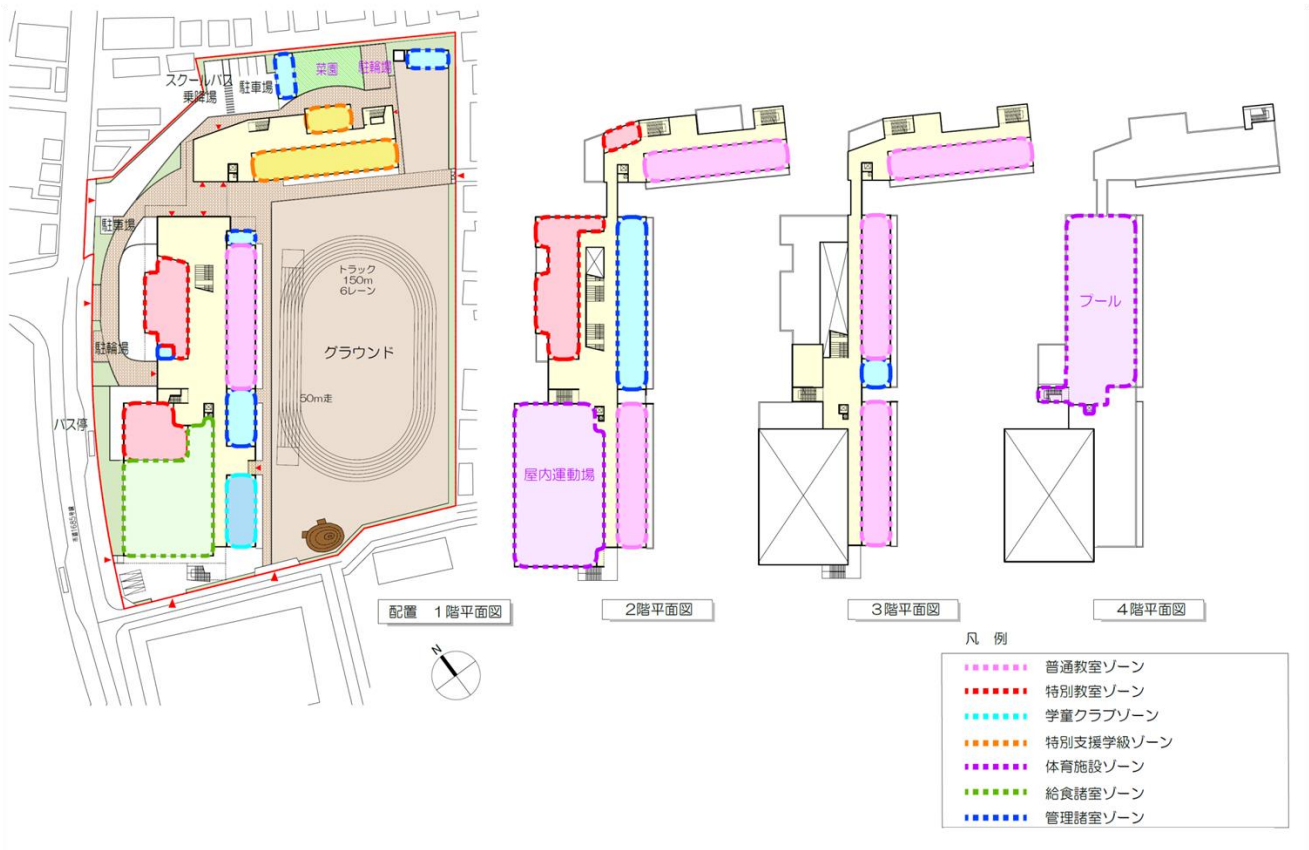 菜園
駐輪場
スクールバス
乗降場
駐車場
駐車場
トラック
150m
6レーン
グラウンド
駐輪場
50m走
バス停
屋内運動場
プール
配置 1階平面図
2階平面図
3階平面図
4階平面図
N
凡 例
普通教室ゾーン
特別教室ゾーン
学童クラブゾーン
特別支援学級ゾーン
体育施設ゾーン
給食諸室ゾーン
管理諸室ゾーン